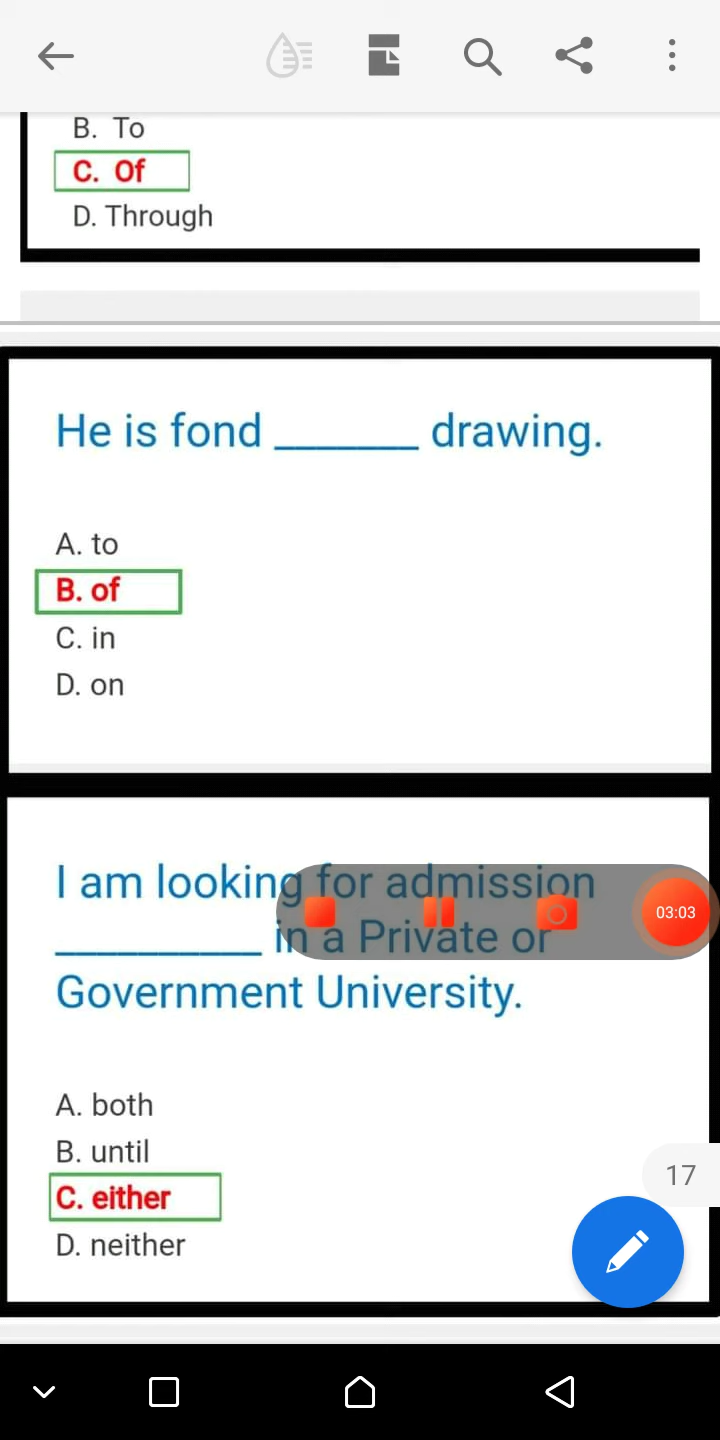 B. To
C. Of
D. Through
He is fond _______ drawing.
A. to
B. of
C. in
D. on
I am looking for admission
__________ in a Private or
Government University.
03:03
A. both
B. until
C. either
D. neither
17